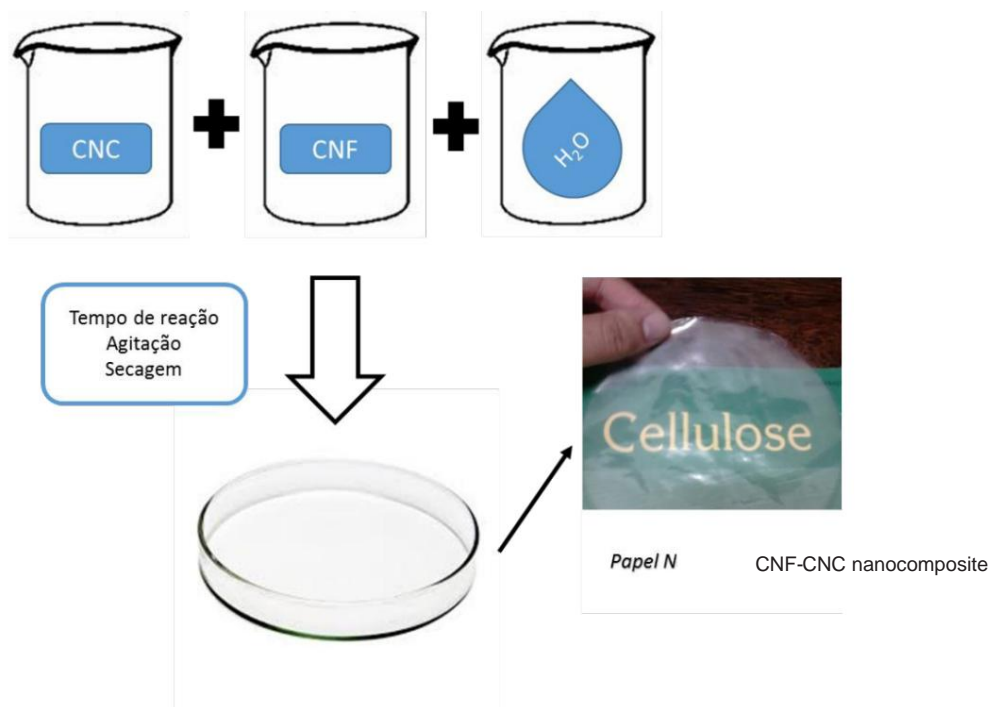 CNC
CNF
H₂O
Tempo de reação
Agitação
Secagem
Cellulose
Papel N
CNF-CNC nanocomposite